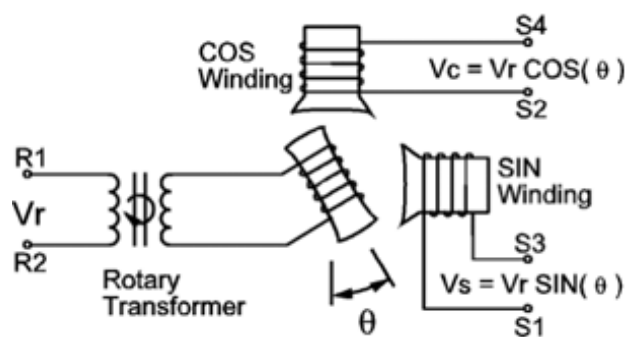 COS
Winding
S4
Vc = Vr COS( θ )
S2
R1
Vr
R2
Rotary
Transformer
SIN
Winding
S3
Vs = Vr SIN( θ )
S1
θ